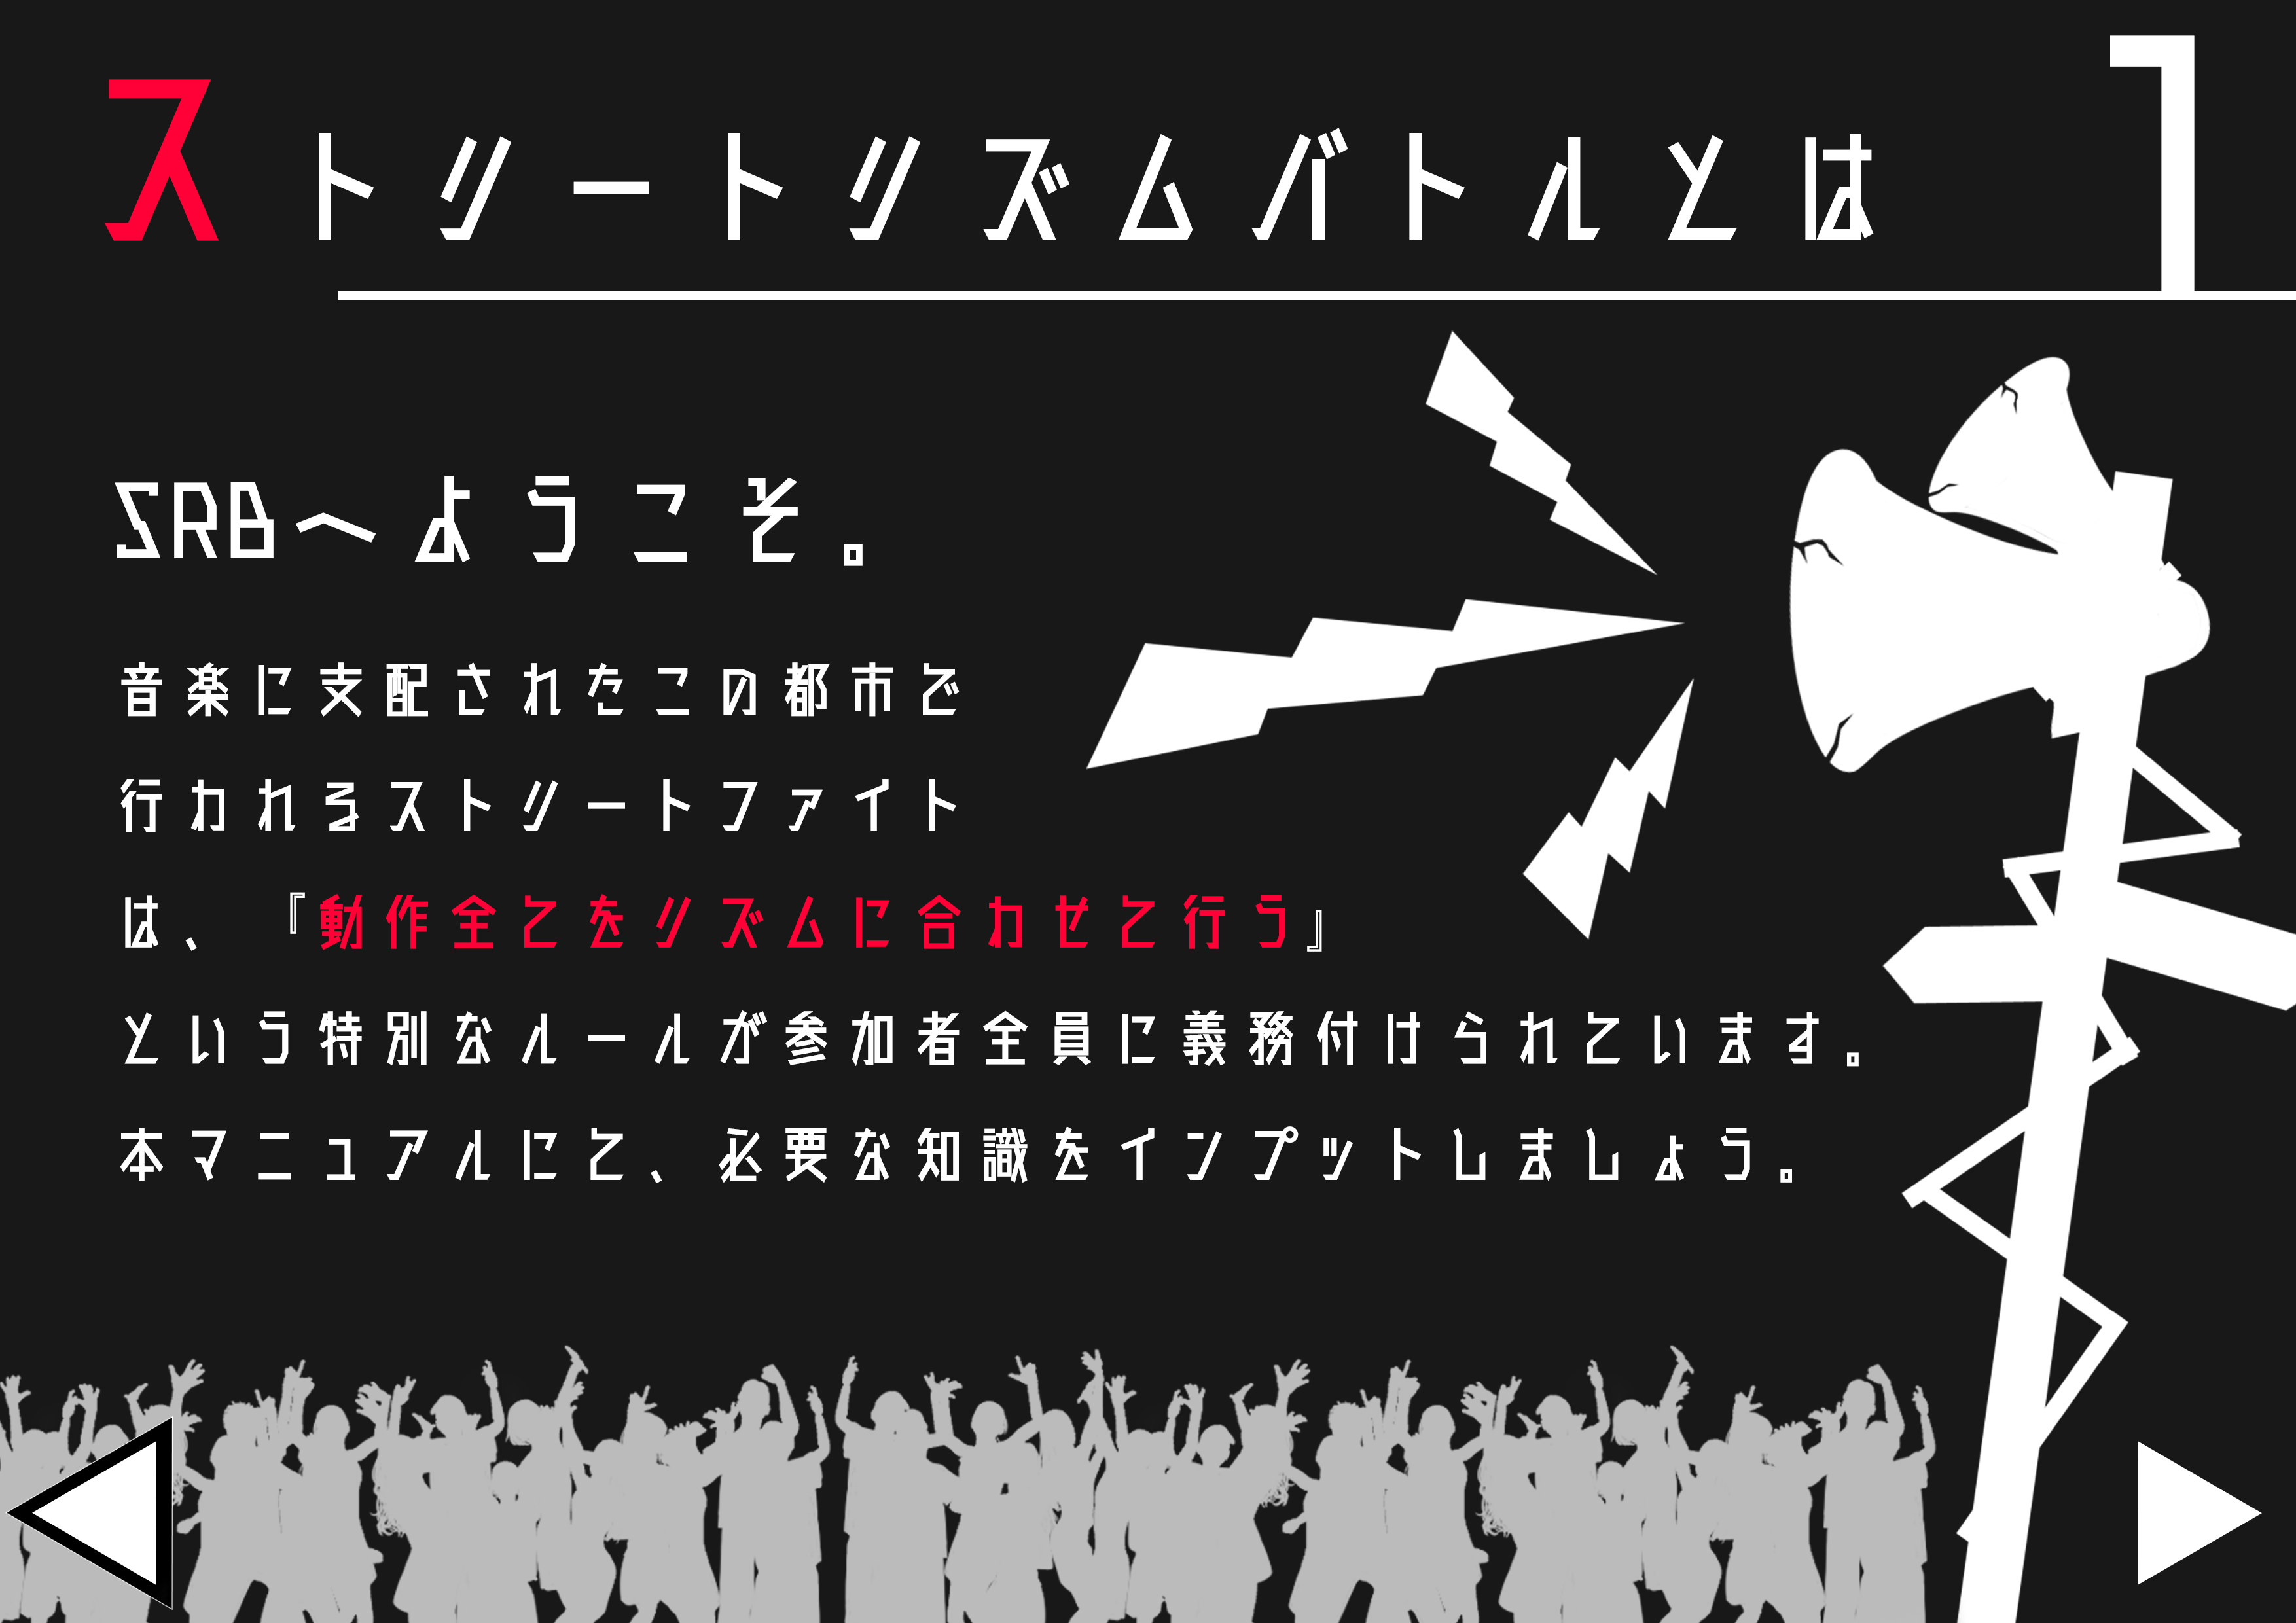 ストリートリズムバトルとは
1
SRBへようこそ。
音楽に支配されたこの都市で
行われるストリートファイト
は、『動作全てをリズムに合わせて行う』
という特別なルールが参加者全員に義務付けられています。
本マニュアルにて、必要な知識をインプットしましょう。